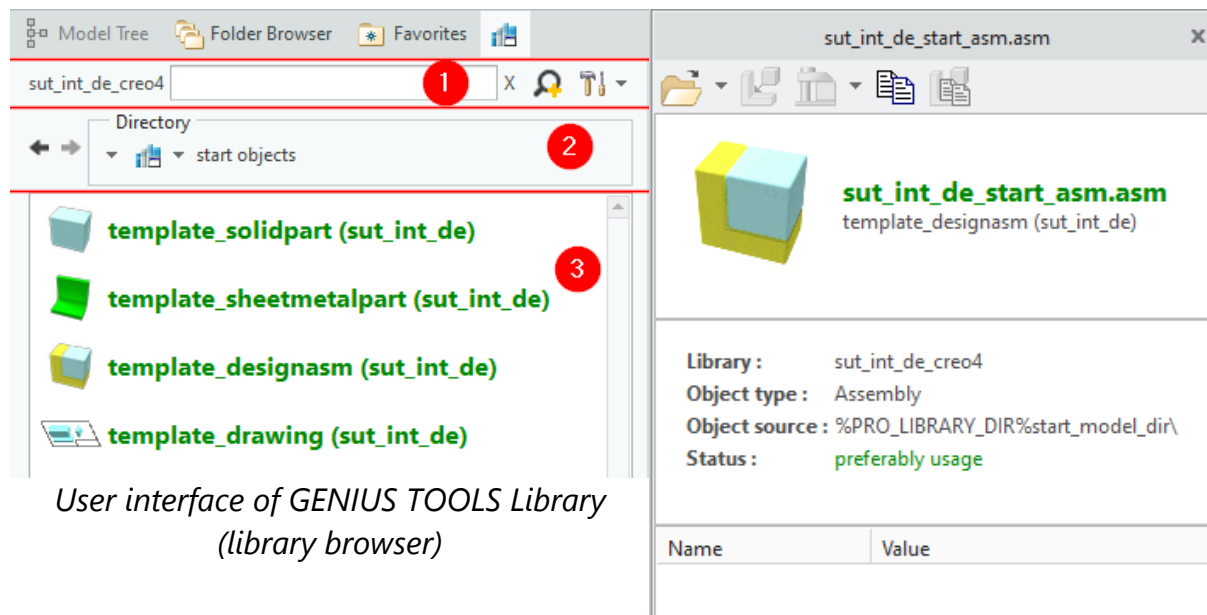 Model Tree Folder Browser Favorites
sut_int_de_creo4 1 X
Directory
start objects 2
template_solidpart (sut_int_de)
3
template_sheetmetalpart (sut_int_de)
template_designasm (sut_int_de)
template_drawing (sut_int_de)
User interface of GENIUS TOOLS Library
(library browser)
sut_int_de_start_asm.asm x
sut_int_de_start_asm.asm
template_designasm (sut_int_de)
Library : sut_int_de_creo4
Object type : Assembly
Object source : %PRO_LIBRARY_DIR%start_model_dir\
Status : preferably usage
Name Value